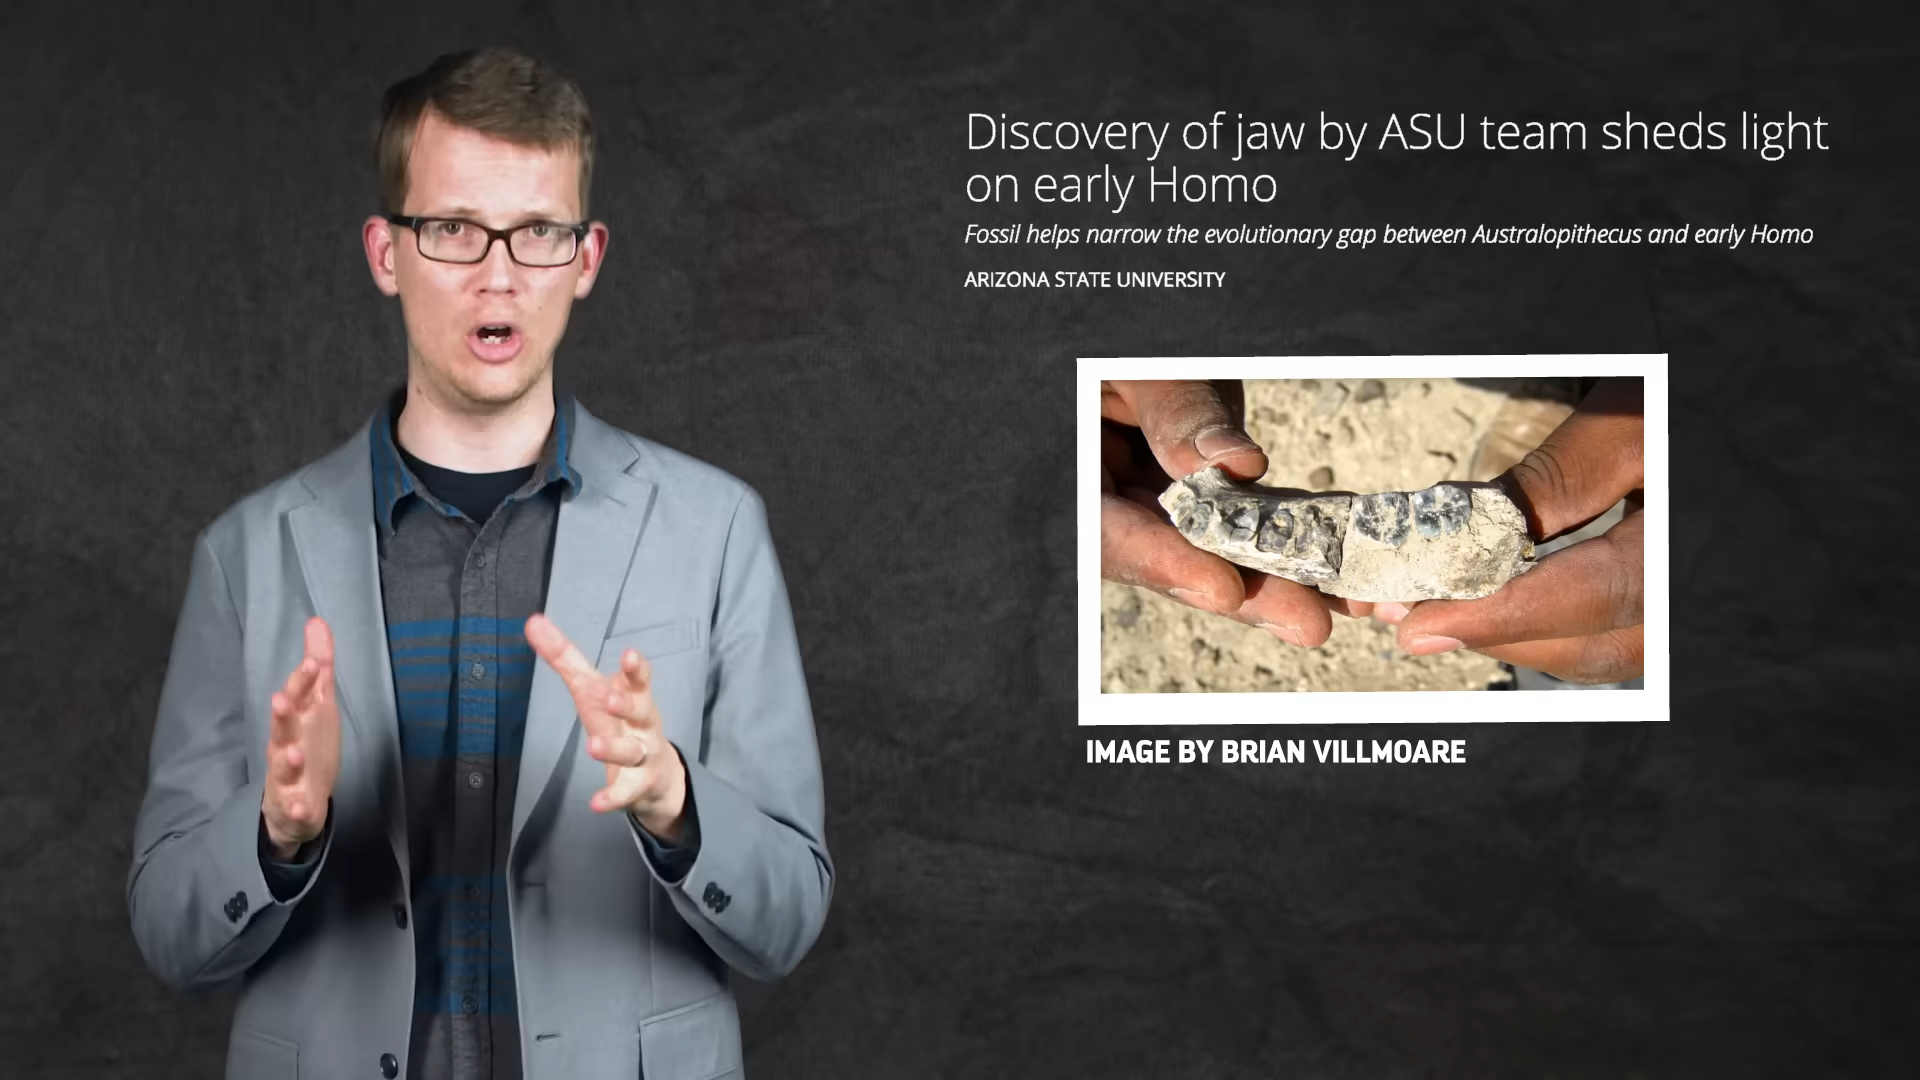 Discovery of jaw by ASU team sheds light
on early Homo
Fossil helps narrow the evolutionary gap between Australopithecus and early Homo
ARIZONA STATE UNIVERSITY
IMAGE BY BRIAN VILLMOARE